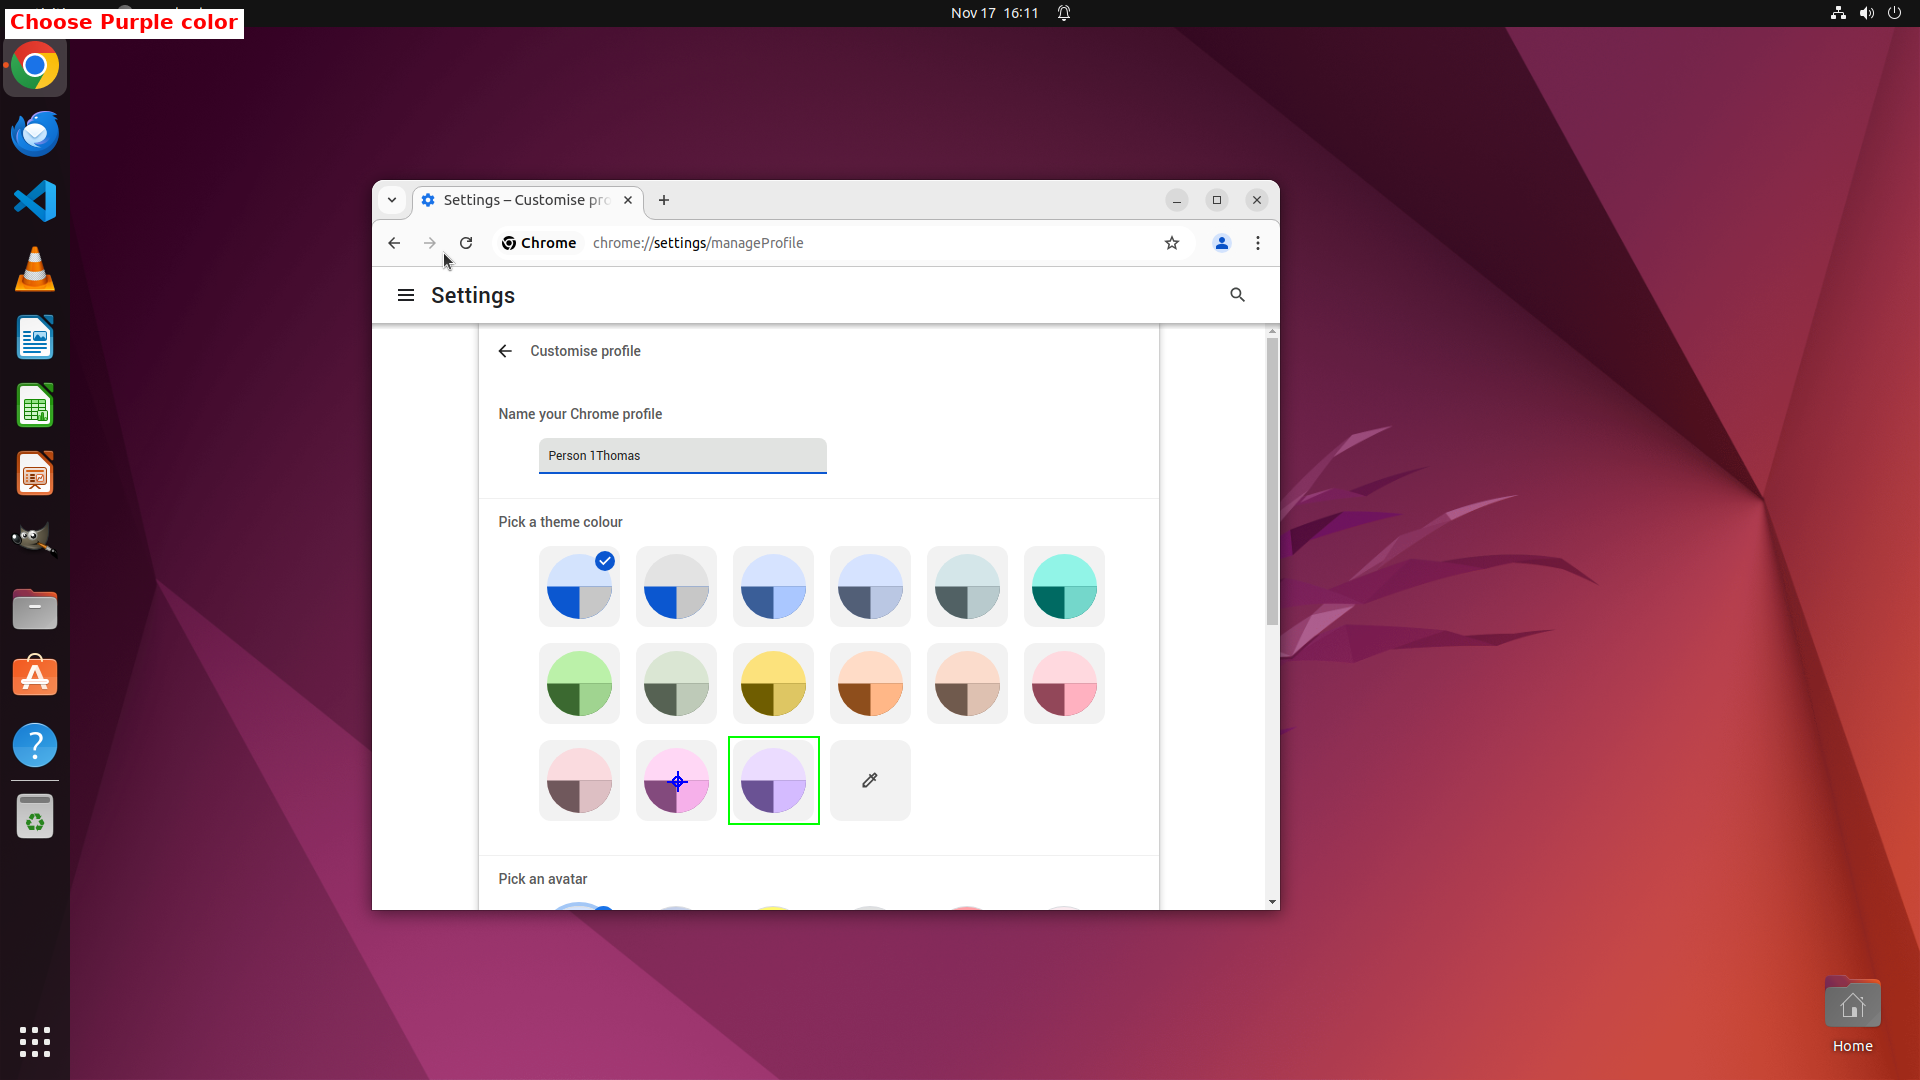 Choose Purple color
Nov 17 16:11
Settings – Customise pro
Chrome
chrome://settings/manageProfile
Settings
Customise profile
Name your Chrome profile
Person 1Thomas
Pick a theme colour
Pick an avatar
Home